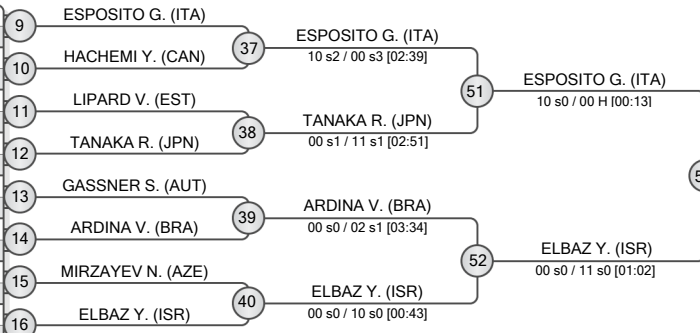 9
ESPOSITO G. (ITA)
37
ESPOSITO G. (ITA)
10 s2 / 00 s3 [02:39]
10
HACHEMI Y. (CAN)
51
ESPOSITO G. (ITA)
10 s0 / 00 H [00:13]
11
LIPARD V. (EST)
38
TANAKA R. (JPN)
00 s1 / 11 s1 [02:51]
12
TANAKA R. (JPN)
13
GASSNER S. (AUT)
39
ARDINA V. (BRA)
00 s0 / 02 s1 [03:34]
14
ARDINA V. (BRA)
52
ELBAZ Y. (ISR)
00 s0 / 11 s0 [01:02]
15
MIRZAYEV N. (AZE)
40
ELBAZ Y. (ISR)
00 s0 / 10 s0 [00:43]
16
ELBAZ Y. (ISR)